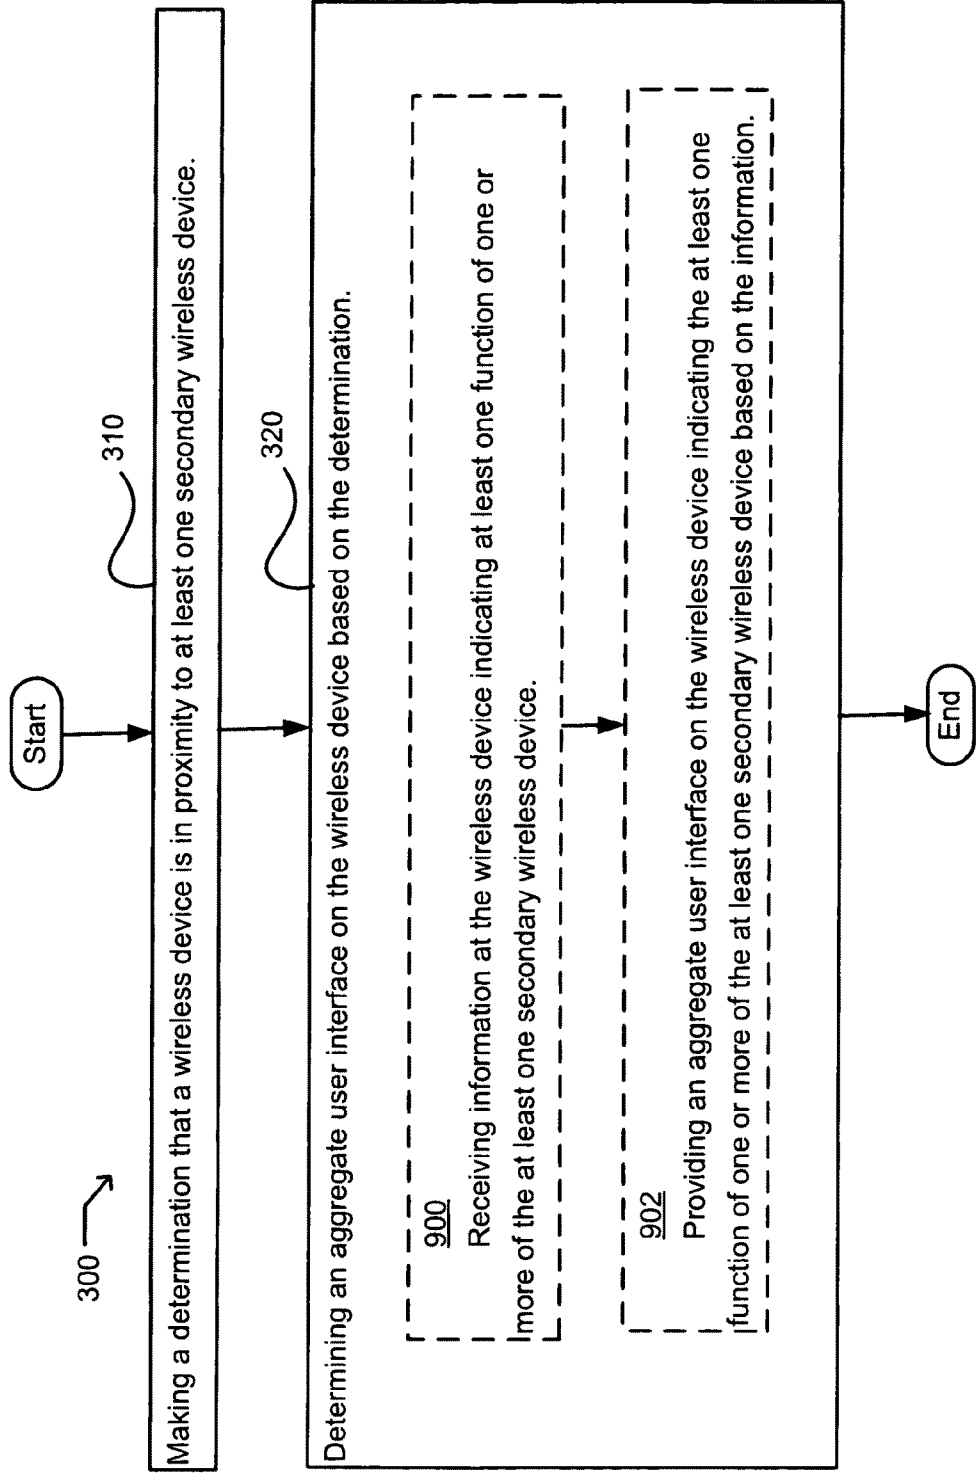 300
Start
310
Making a determination that a wireless device is in proximity to at least one secondary wireless device.
320
Determining an aggregate user interface on the wireless device based on the determination.
900
Receiving information at the wireless device indicating at least one function of one or
more of the at least one secondary wireless device.
902
Providing an aggregate user interface on the wireless device indicating the at least one
function of one or more of the at least one secondary wireless device based on the information.
End